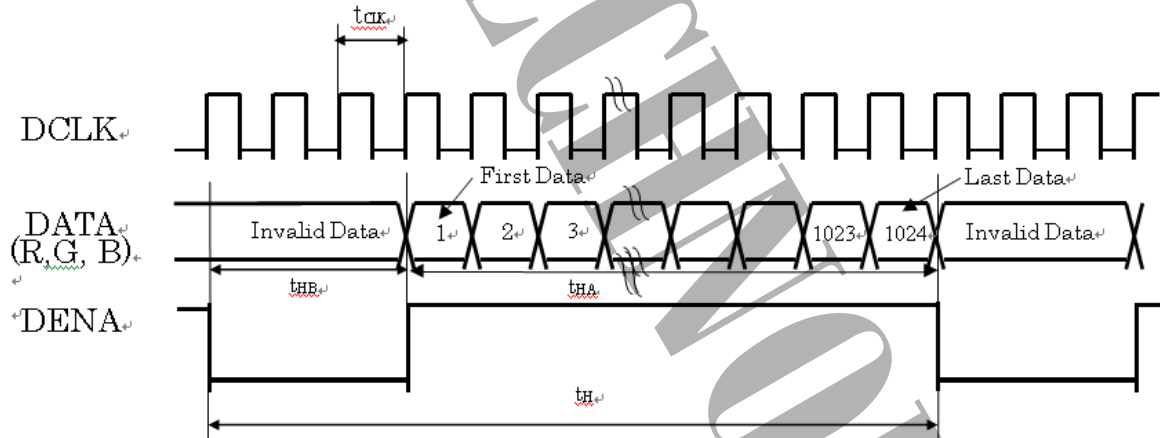 tCLK
DCLK
First Data
Last Data
DATA
(R,G, B)
Invalid Data 1 2 3 1023 1024 Invalid Data
tHB
tHA
DENA
tH